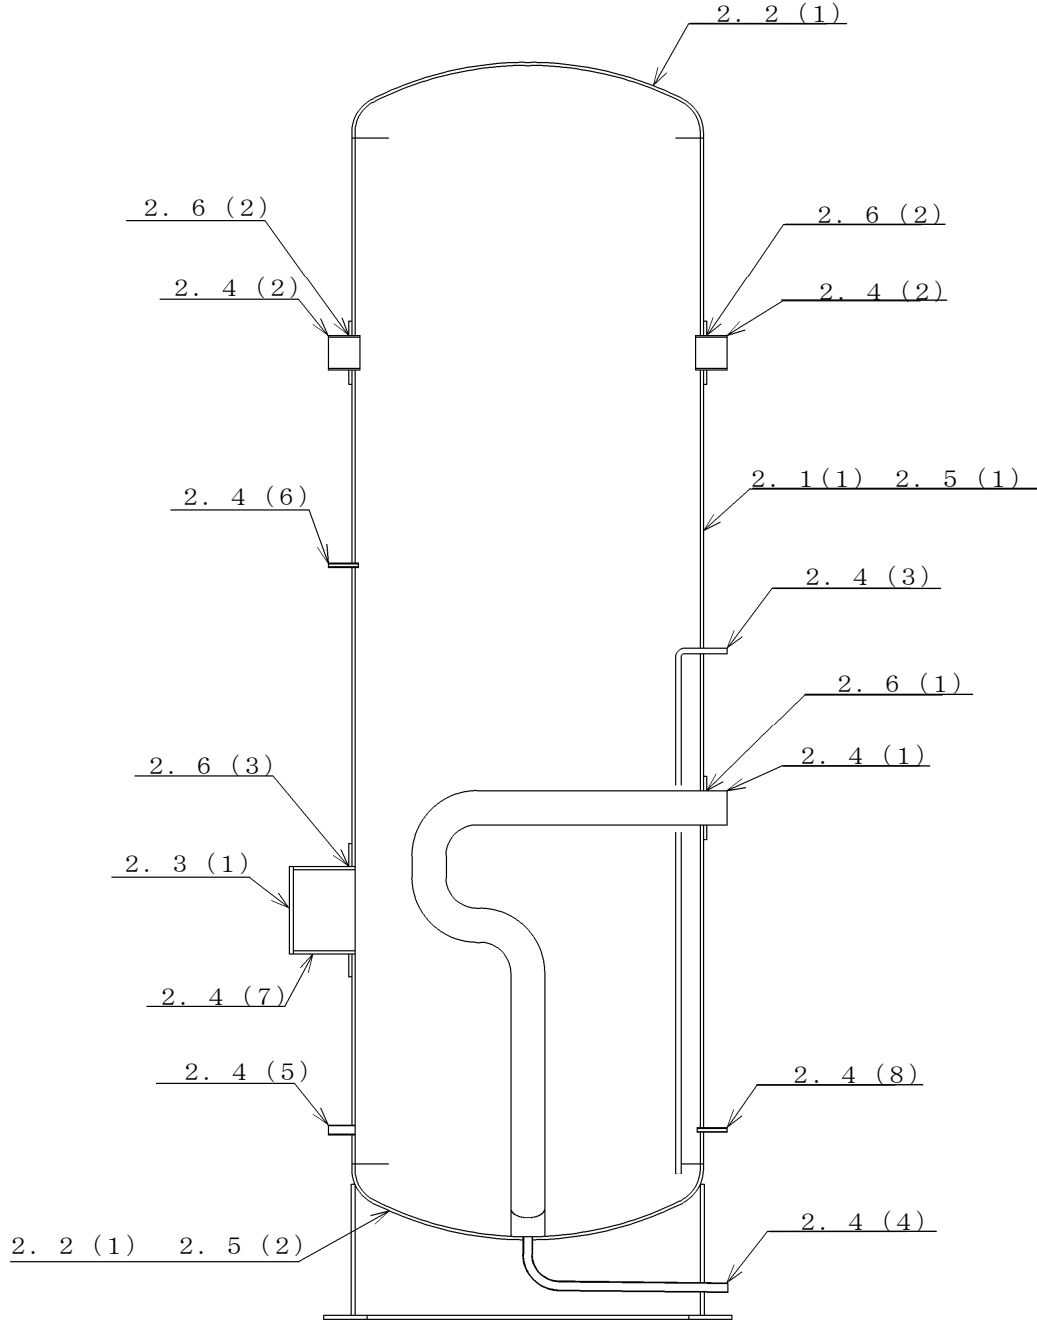 2. 2 (1)
2. 6 (2)
2. 6 (2)
2. 4 (2)
2. 4 (2)
2. 1(1) 2. 5 (1)
2. 4 (6)
2. 4 (3)
2. 6 (1)
2. 4 (1)
2. 6 (3)
2. 3 (1)
2. 4 (7)
2. 4 (5)
2. 4 (8)
2. 4 (4)
2. 2 (1) 2. 5 (2)